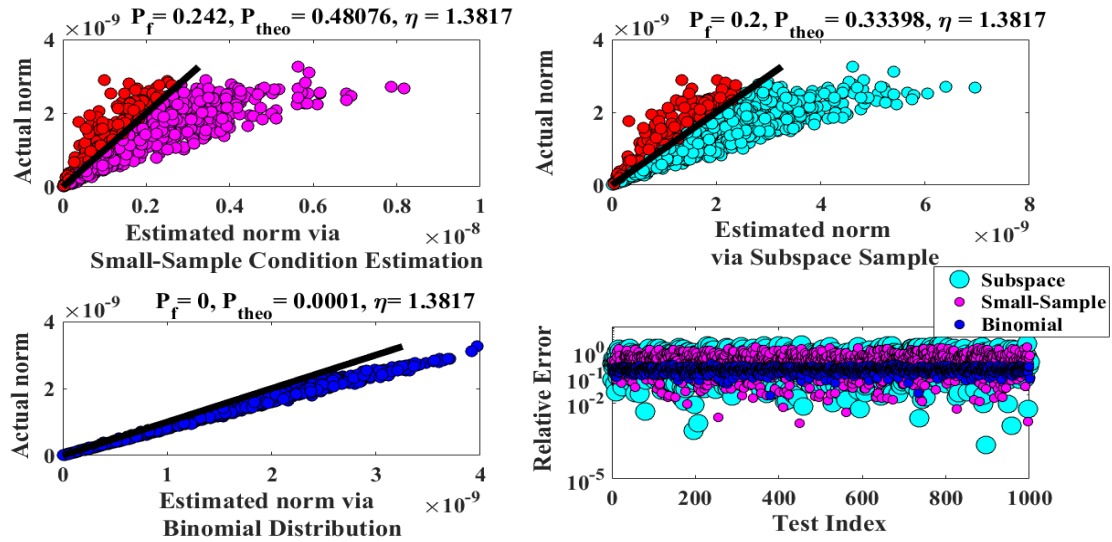 ×10⁻⁹ P_f= 0.242, P_theo = 0.48076, η = 1.3817
4
2
0
Actual norm
0 0.2 0.4 0.6 0.8 1
Estimated norm via ×10⁻⁸
Small-Sample Condition Estimation
×10⁻⁹ P_f= 0.2, P_theo = 0.33398, η = 1.3817
4
2
0
Actual norm
0 2 4 6 8
Estimated norm ×10⁻⁹
via Subspace Sample
×10⁻⁹ P_f= 0, P_theo = 0.0001, η= 1.3817
4
2
0
Actual norm
0 1 2 3 4
Estimated norm via ×10⁻⁹
Binomial Distribution
Subspace
Small-Sample
Binomial
10⁰
10⁻¹
10⁻²
10⁻⁵
Relative Error
0 200 400 600 800 1000
Test Index